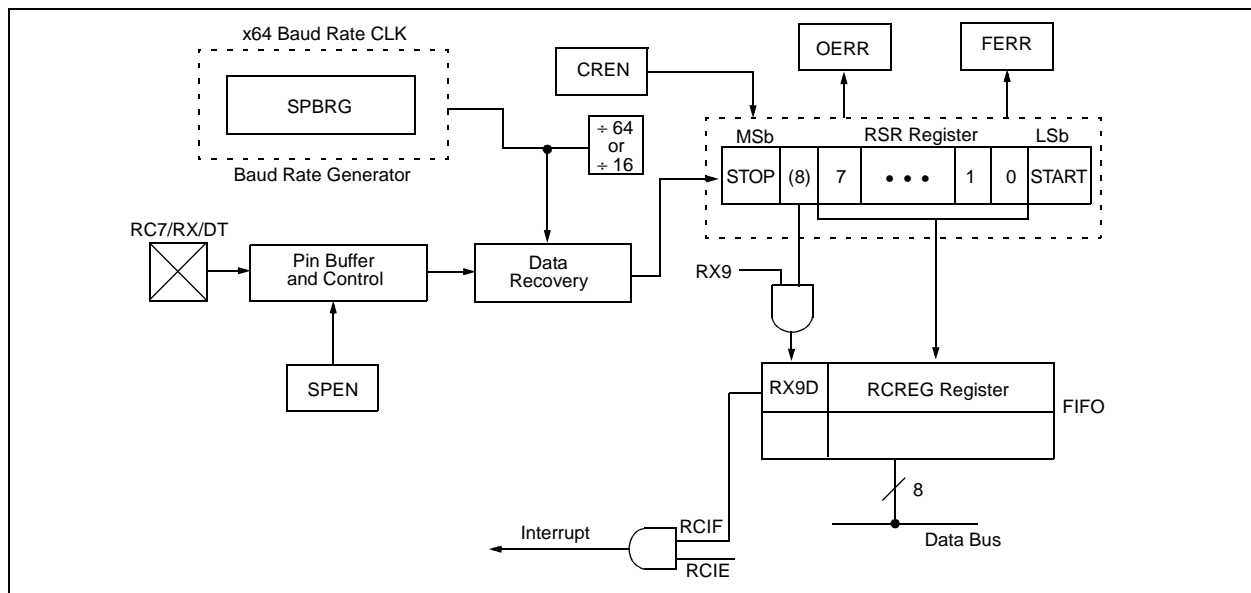 x64 Baud Rate CLK
SPBRG
Baud Rate Generator
CREN
OERR
FERR
÷ 64
or
÷ 16
MSb
RSR Register
LSb
STOP
(8)
7
• • •
1
0
START
RC7/RX/DT
Pin Buffer
and Control
Data
Recovery
RX9
SPEN
RX9D
RCREG Register
FIFO
8
Interrupt
RCIF
RCIE
Data Bus